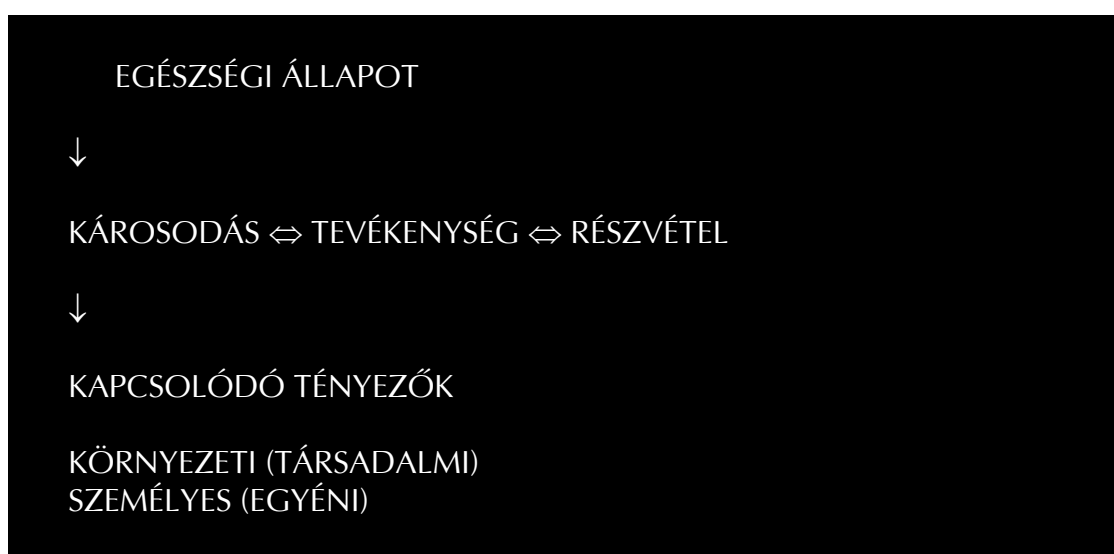 EGÉSZSÉGI ÁLLAPOT
↓
KÁROSODÁS ⇔ TEVÉKENYSÉG ⇔ RÉSZVÉTEL
↓
KAPCSOLÓDÓ TÉNYEZŐK
KÖRNYEZETI (TÁRSADALMI)
SZEMÉLYES (EGYÉNI)